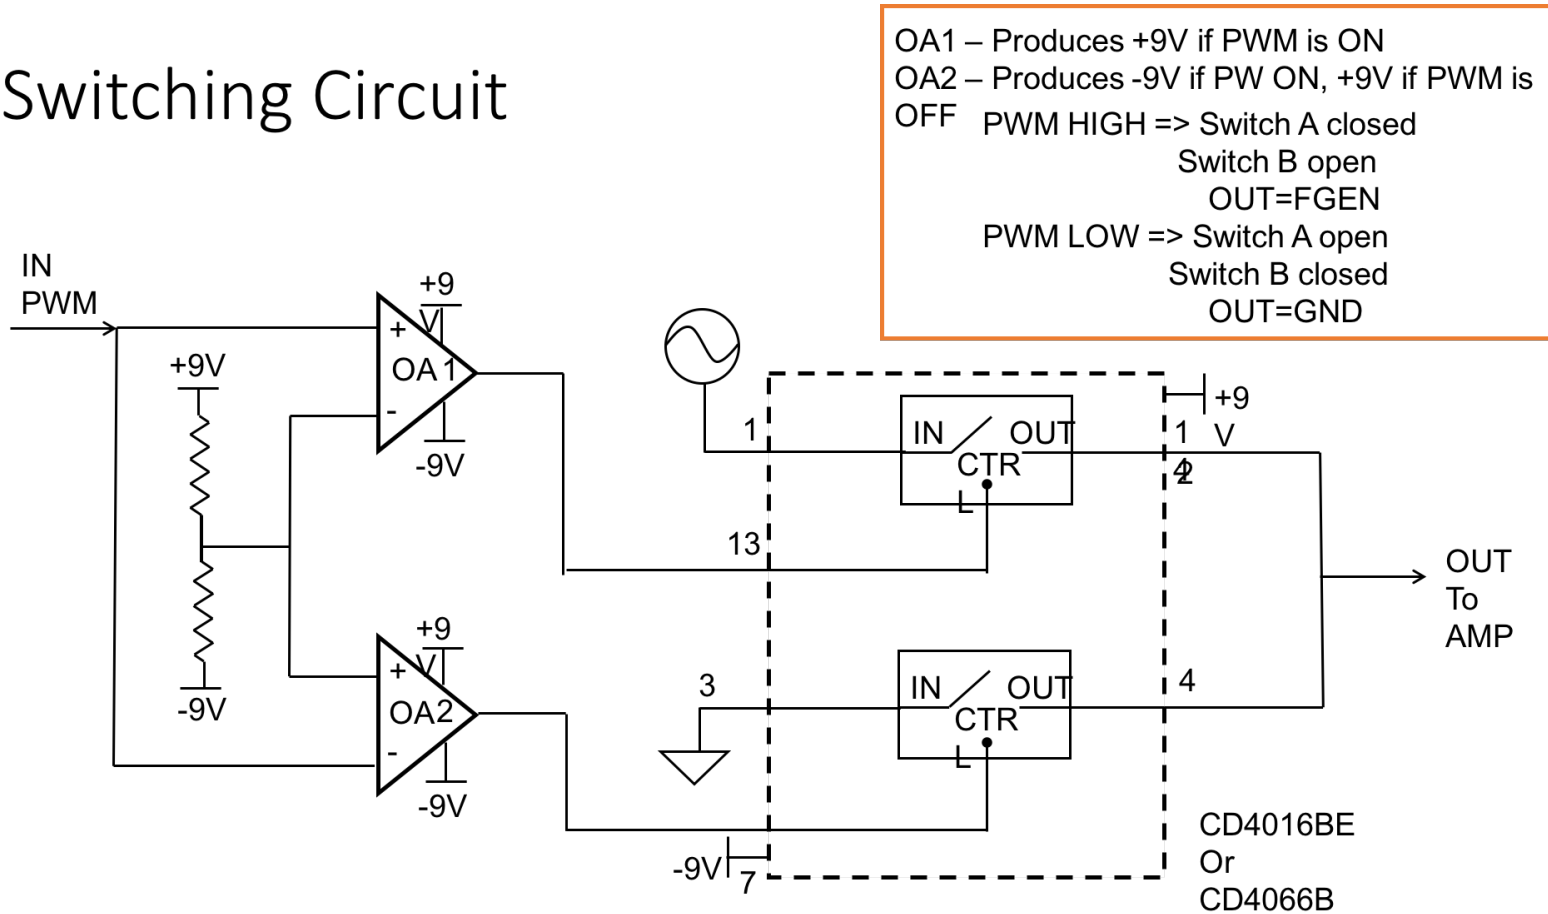 Switching Circuit
OA1 – Produces +9V if PWM is ON
OA2 – Produces -9V if PW ON, +9V if PWM is
OFF
PWM HIGH => Switch A closed
Switch B open
OUT=FGEN
PWM LOW => Switch A open
Switch B closed
OUT=GND
IN
PWM
+9V
-9V
+9
V
+
OA 1
-
-9V
+9
V
+
OA2
-
-9V
1
13
3
-9V
7
IN
OUT
CTR
L
IN
OUT
CTR
L
+9
V
1
4
2
4
OUT
To
AMP
CD4016BE
Or
CD4066B